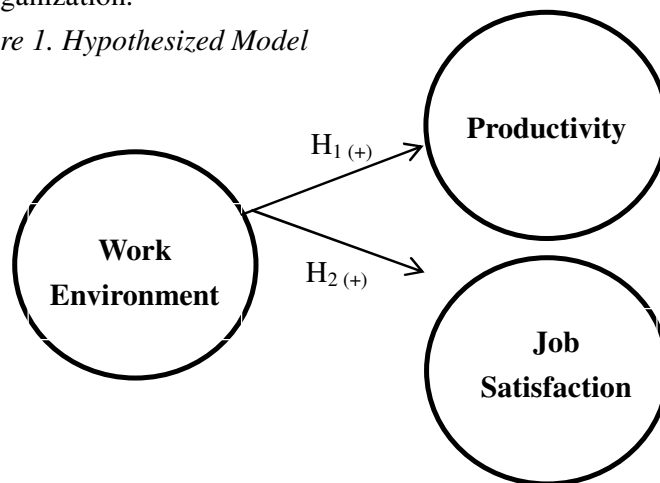 ganization.
re 1. Hypothesized Model
Productivity
H1 (+)
Work
Environment
H2 (+)
Job
Satisfaction